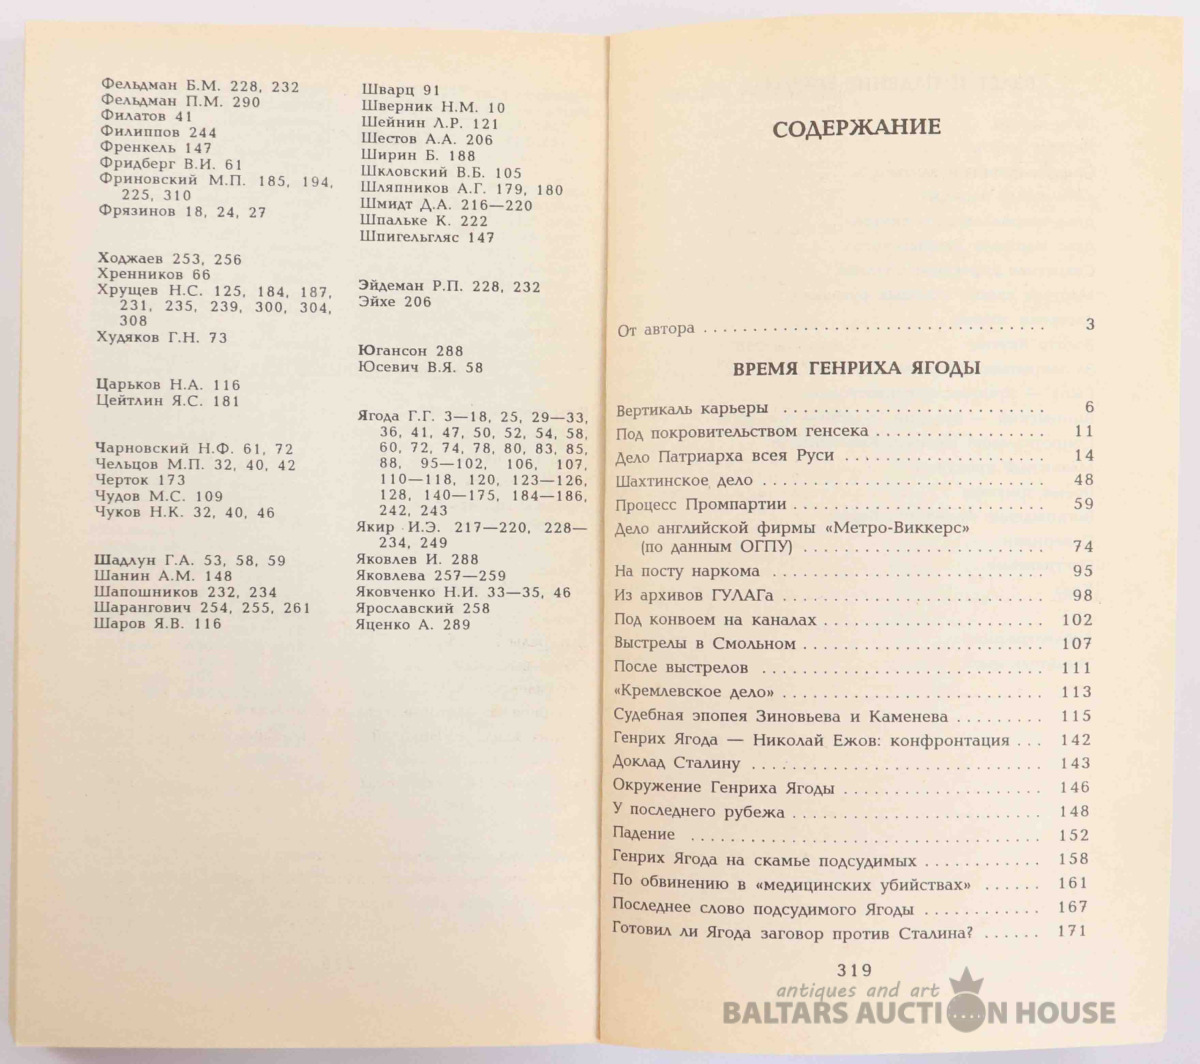 Фельдман Б.М. 228, 232
Фельдман П.М. 290
Филатов 41
Филиппов 244
Френкель 147
Фридберг В.И. 61
Фриновский М.П. 185, 194,
225, 310
Фрязинов 18, 24, 27
Ходжаев 253, 256
Хренников 66
Хрущев Н.С. 125, 184, 187,
231, 235, 239, 300, 304,
308
Худяков Г.Н. 73
Царьков Н.А. 116
Цейтлин Я.С. 181
Чарновский Н.Ф. 61, 72
Чельцов М.П. 32, 40, 42
Черток 173
Чудов М.С. 109
Чуков Н.К. 32, 40, 46
Шадлун Г.А. 53, 58, 59
Шанин А.М. 148
Шапошников 232, 234
Шарангович 254, 255, 261
Шаров Я.В. 116
Шварц 91
Шверник Н.М. 10
Шейнин Л.Р. 121
Шестов А.А. 206
Ширин Б. 188
Шкловский В.Б. 105
Шляпников А.Г. 179, 180
Шмидт Д.А. 216—220
Шпальке К. 222
Шпигельгляс 147
Эйдеман Р.П. 228, 232
Эйхе 206
Югансон 288
Юсевич В.Я. 58
Ягода Г.Г. 3—18, 25, 29—33,
36, 41, 47, 50, 52, 54, 58,
60, 72, 74, 78, 80, 83, 85,
88, 95—102, 106, 107,
110—118, 120, 123—126,
128, 140—175, 184—186,
242, 243
Якир И.Э. 217—220, 228—
234, 249
Яковлев И. 288
Яковлева 257—259
Яковченко Н.И. 33—35, 46
Ярославский 258
Яценко А. 289
СОДЕРЖАНИЕ
От автора . . . . . . . . . . . . . . . . . . . . . . . . . . . . . . . . 3
ВРЕМЯ ГЕНРИХА ЯГОДЫ
Вертикаль карьеры . . . . . . . . . . . . . . . . . . . . . . . . . 6
Под покровительством генсека . . . . . . . . . . . . . . . . 11
Дело Патриарха всея Руси . . . . . . . . . . . . . . . . . . . 14
Шахтинское дело . . . . . . . . . . . . . . . . . . . . . . . . . . 48
Процесс Промпартии . . . . . . . . . . . . . . . . . . . . . . . 59
Дело английской фирмы «Метро-Виккерс»
(по данным ОГПУ) . . . . . . . . . . . . . . . . . . . . . . . 74
На посту наркома . . . . . . . . . . . . . . . . . . . . . . . . . 95
Из архивов ГУЛАГа . . . . . . . . . . . . . . . . . . . . . . . . 98
Под конвоем на каналах . . . . . . . . . . . . . . . . . . . . . 102
Выстрелы в Смольном . . . . . . . . . . . . . . . . . . . . . . . 107
После выстрелов . . . . . . . . . . . . . . . . . . . . . . . . . . 111
«Кремлевское дело» . . . . . . . . . . . . . . . . . . . . . . . . 113
Судебная эпопея Зиновьева и Каменева . . . . . . . . . 115
Генрих Ягода — Николай Ежов: конфронтация . . . 142
Доклад Сталину . . . . . . . . . . . . . . . . . . . . . . . . . . . 143
Окружение Генриха Ягоды . . . . . . . . . . . . . . . . . . . 146
У последнего рубежа . . . . . . . . . . . . . . . . . . . . . . . 148
Падение . . . . . . . . . . . . . . . . . . . . . . . . . . . . . . . . . 152
Генрих Ягода на скамье подсудимых . . . . . . . . . . . . 158
По обвинению в «медицинских убийствах» . . . . . . 161
Последнее слово подсудимого Ягоды . . . . . . . . . . . . 167
Готовил ли Ягода заговор против Сталина? . . . . . . 171
319
antiques and art
BALTARS AUCTION HOUSE